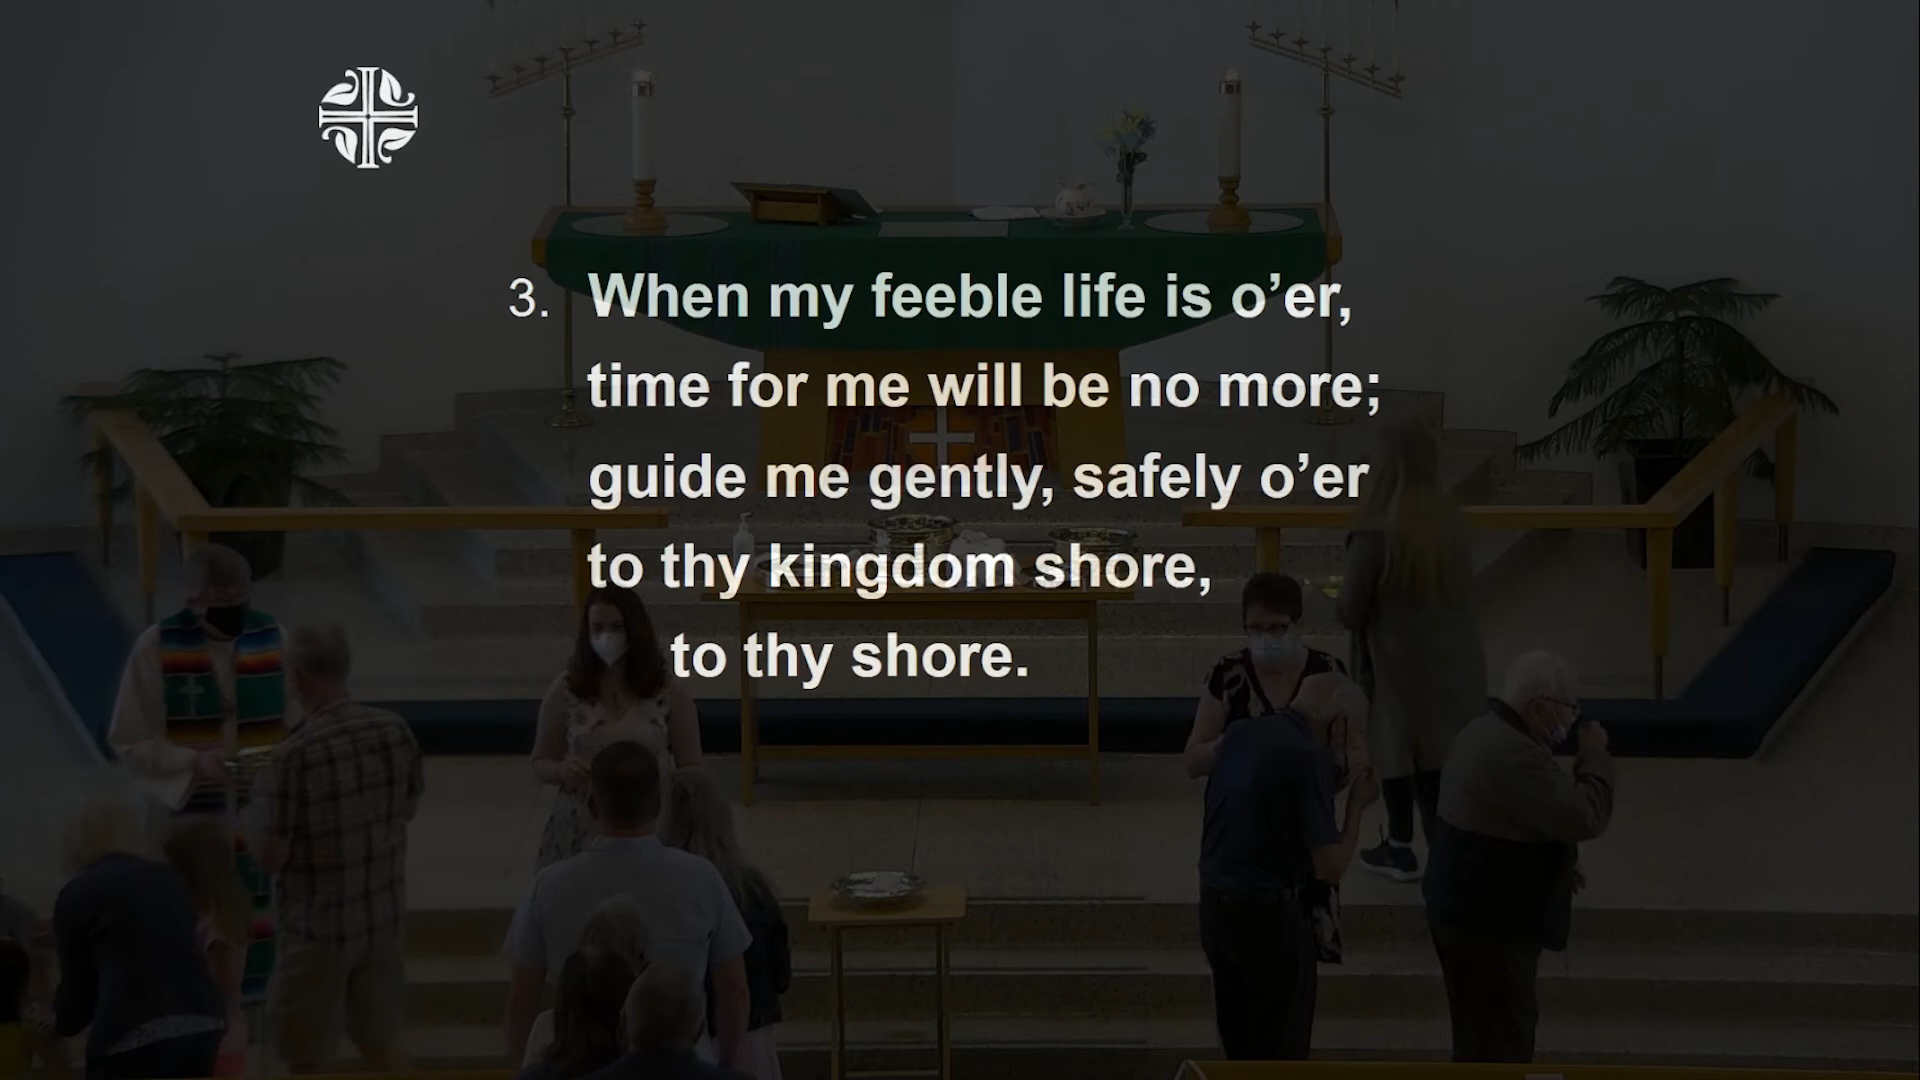 3. When my feeble life is o’er,
time for me will be no more;
guide me gently, safely o’er
to thy kingdom shore,
to thy shore.